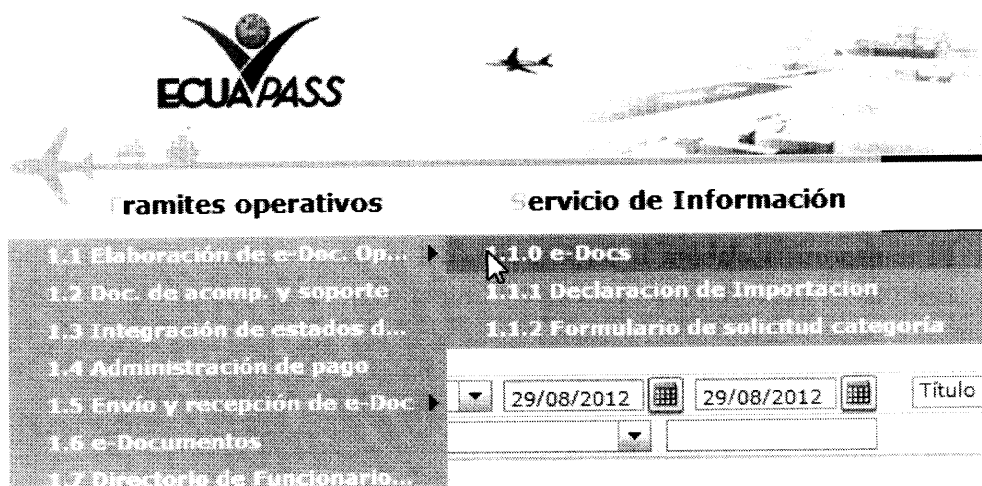 ECUAPASS
Tramites operativos
Servicio de Información
1.1 Elaboración de e-Doc. Op...
1.1.0 e-Docs
1.2 Doc. de acomp. y soporte
1.1.1 Declaracion de Importacion
1.3 Integración de estados d...
1.1.2 Formulario de solicitud categoría
1.4 Administración de pago
1.5 Envío y recepción de e-Doc
29/08/2012
29/08/2012
Título
1.6 e-Documentos
1.7 Directorio de Funcionario...